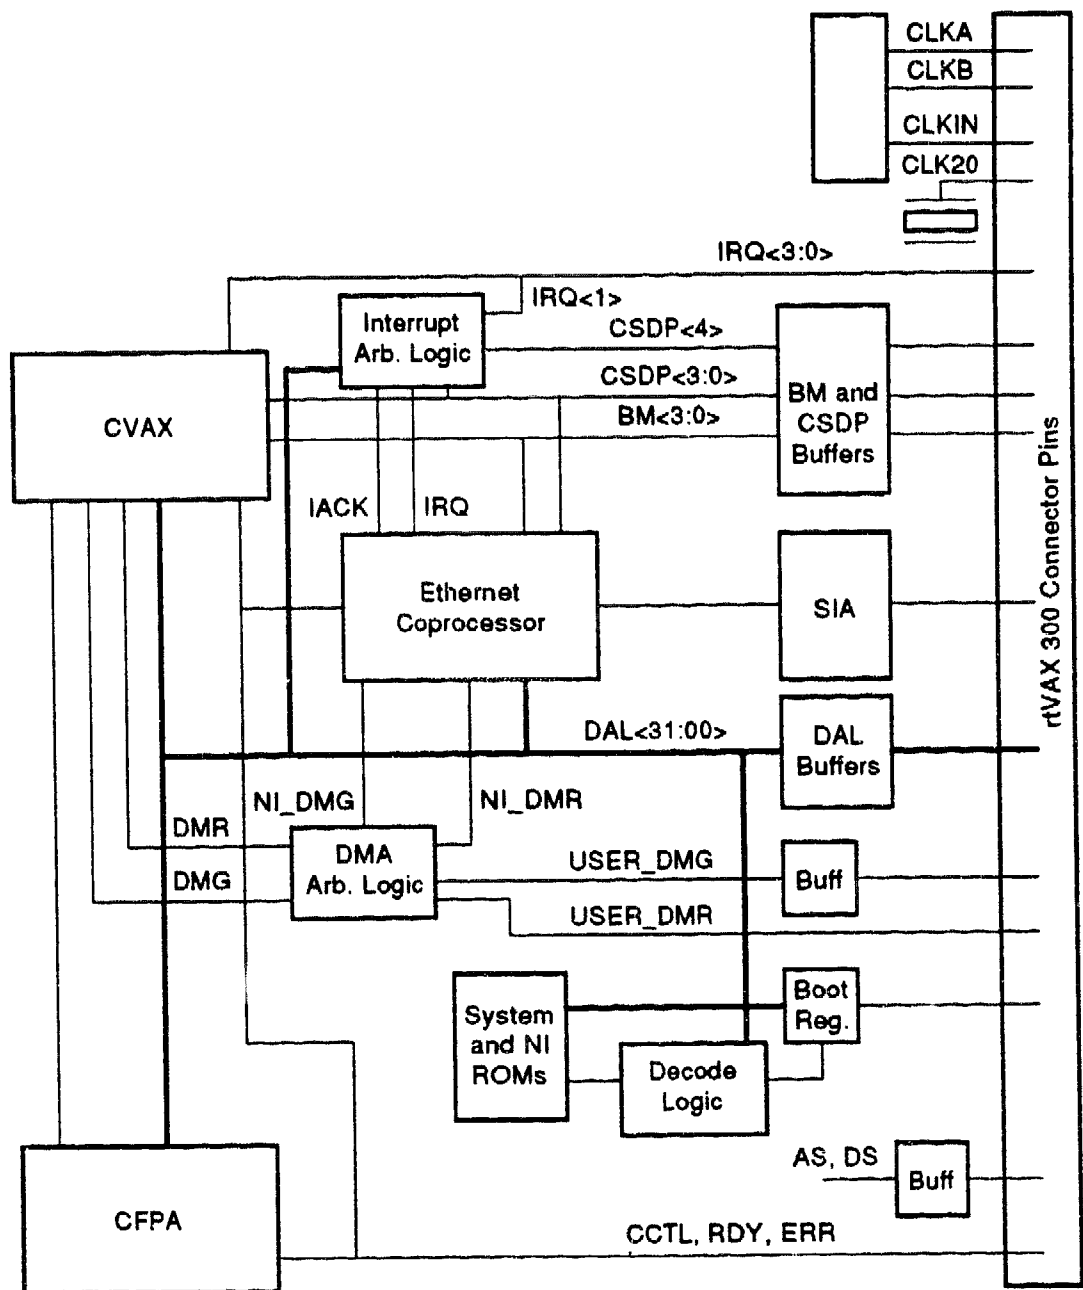 CLKA
CLKB
CLKIN
CLK20
IRQ<3:0>
IRQ<1>
Interrupt
Arb. Logic
CSDP<4>
CSDP<3:0>
BM<3:0>
BM and
CSDP
Buffers
CVAX
IACK
IRQ
Ethernet
Coprocessor
SIA
rtVAX 300 Connector Pins
DAL<31:00>
DAL
Buffers
NI_DMG
NI_DMR
DMR
DMG
DMA
Arb. Logic
USER_DMG
Buff
USER_DMR
System
and NI
ROMs
Boot
Reg.
Decode
Logic
AS, DS
Buff
CFPA
CCTL, RDY, ERR